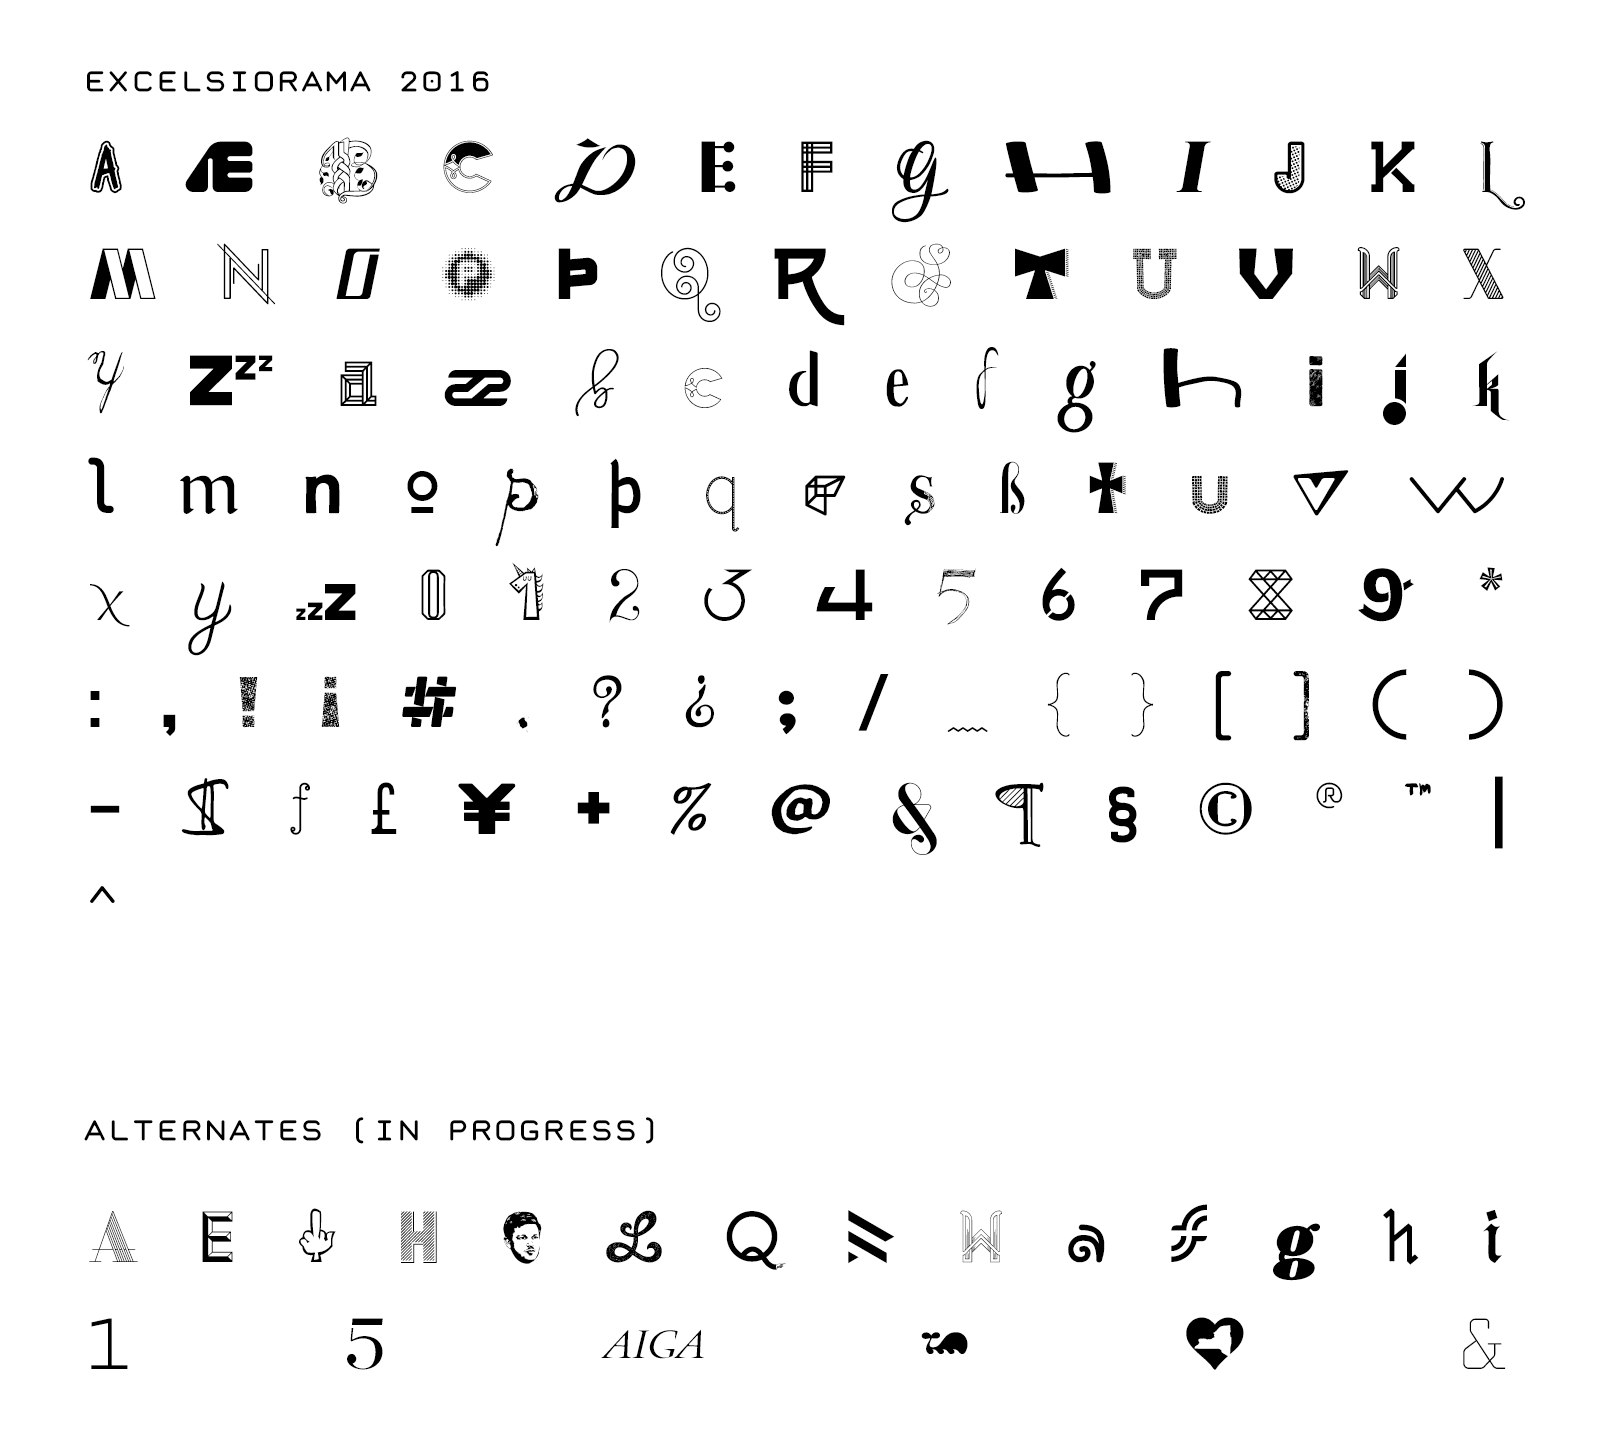 EXCELSIORAMA 2016
A Æ B C D E F G H I J K L
M N O P Þ Q R S T U V W X
Y Zzz a æ b c d e f g h i j k
l m n o p þ q r s ß t u v w
x y zzz 0 1 2 3 4 5 6 7 8 9 *
: , ! ¡ # . ? ¿ ; / _ { } [ ] ( )
- $ ƒ £ ¥ + % @ & ¶ § © ® ™ |
^
ALTERNATES (IN PROGRESS)
A E H L Q W a f g h i
1 5 AIGA &